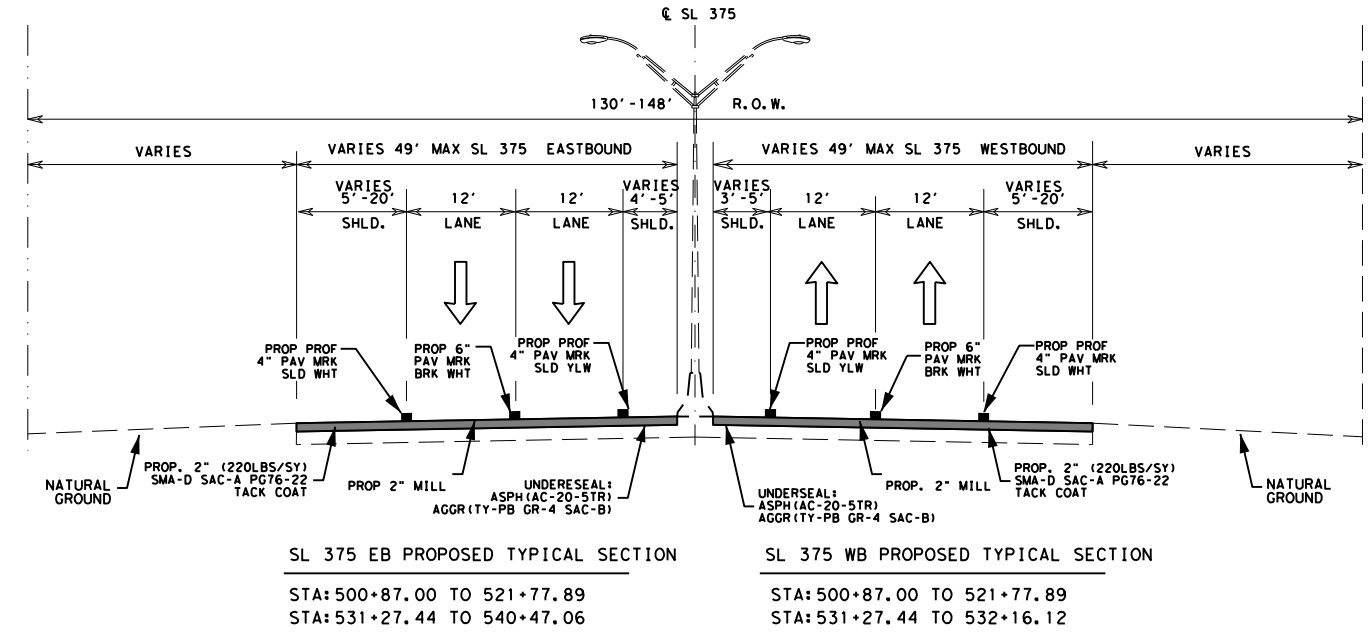 ℄ SL 375
130'-148' R.O.W.
VARIES
VARIES 49' MAX SL 375 EASTBOUND
VARIES 49' MAX SL 375 WESTBOUND
VARIES
VARIES
5'-20'
SHLD.
12'
LANE
12'
LANE
VARIES
4'-5'
SHLD.
VARIES
3'-5'
SHLD.
12'
LANE
12'
LANE
VARIES
5'-20'
SHLD.
PROP PROF
4" PAV MRK
SLD WHT
PROP 6"
PAV MRK
BRK WHT
PROP PROF
4" PAV MRK
SLD YLW
PROP PROF
4" PAV MRK
SLD YLW
PROP 6"
PAV MRK
BRK WHT
PROP PROF
4" PAV MRK
SLD WHT
NATURAL
GROUND
PROP. 2" (220LBS/SY)
SMA-D SAC-A PG76-22
TACK COAT
PROP 2" MILL
UNDERESEAL:
ASPH(AC-20-5TR)
AGGR(TY-PB GR-4 SAC-B)
UNDERSEAL:
ASPH(AC-20-5TR)
AGGR(TY-PB GR-4 SAC-B)
PROP. 2" MILL
PROP. 2" (220LBS/SY)
SMA-D SAC-A PG76-22
TACK COAT
NATURAL
GROUND
SL 375 EB PROPOSED TYPICAL SECTION
STA:500+87.00 TO 521+77.89
STA:531+27.44 TO 540+47.06
SL 375 WB PROPOSED TYPICAL SECTION
STA:500+87.00 TO 521+77.89
STA:531+27.44 TO 532+16.12